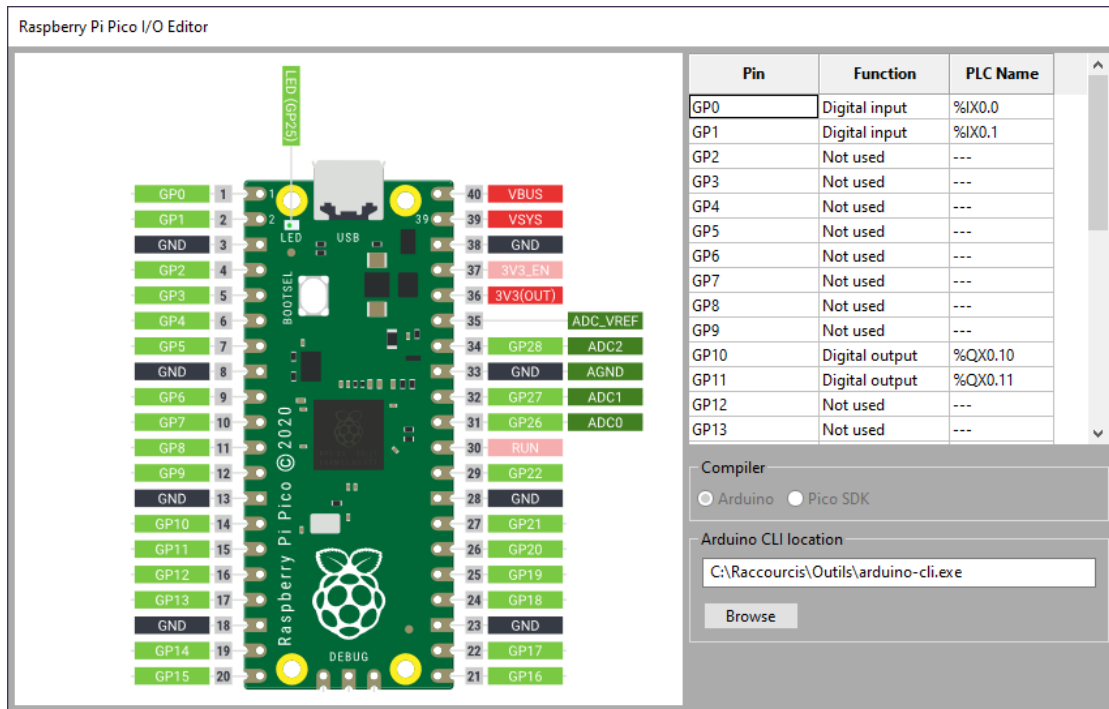 Raspberry Pi Pico I/O Editor
LED (GP25)
GP0 1 1 40 VBUS
GP1 2 2 39 39 VSYS
LED USB
GND 3 38 GND
GP2 4 37 3V3_EN
GP3 5 36 3V3(OUT)
BOOTSEL
GP4 6 35 ADC_VREF
GP5 7 34 GP28 ADC2
GND 8 33 GND AGND
GP6 9 32 GP27 ADC1
GP7 10 31 GP26 ADC0
GP8 11 30 RUN
GP9 12 29 GP22
GND 13 28 GND
GP10 14 27 GP21
GP11 15 26 GP20
GP12 16 25 GP19
GP13 17 24 GP18
GND 18 23 GND
GP14 19 22 GP17
GP15 20 21 GP16
Raspberry Pi Pico © 2020
DEBUG
Pin Function PLC Name
GP0 Digital input %IX0.0
GP1 Digital input %IX0.1
GP2 Not used ---
GP3 Not used ---
GP4 Not used ---
GP5 Not used ---
GP6 Not used ---
GP7 Not used ---
GP8 Not used ---
GP9 Not used ---
GP10 Digital output %QX0.10
GP11 Digital output %QX0.11
GP12 Not used ---
GP13 Not used ---
Compiler
Arduino Pico SDK
Arduino CLI location
C:\Raccourcis\Outils\arduino-cli.exe
Browse